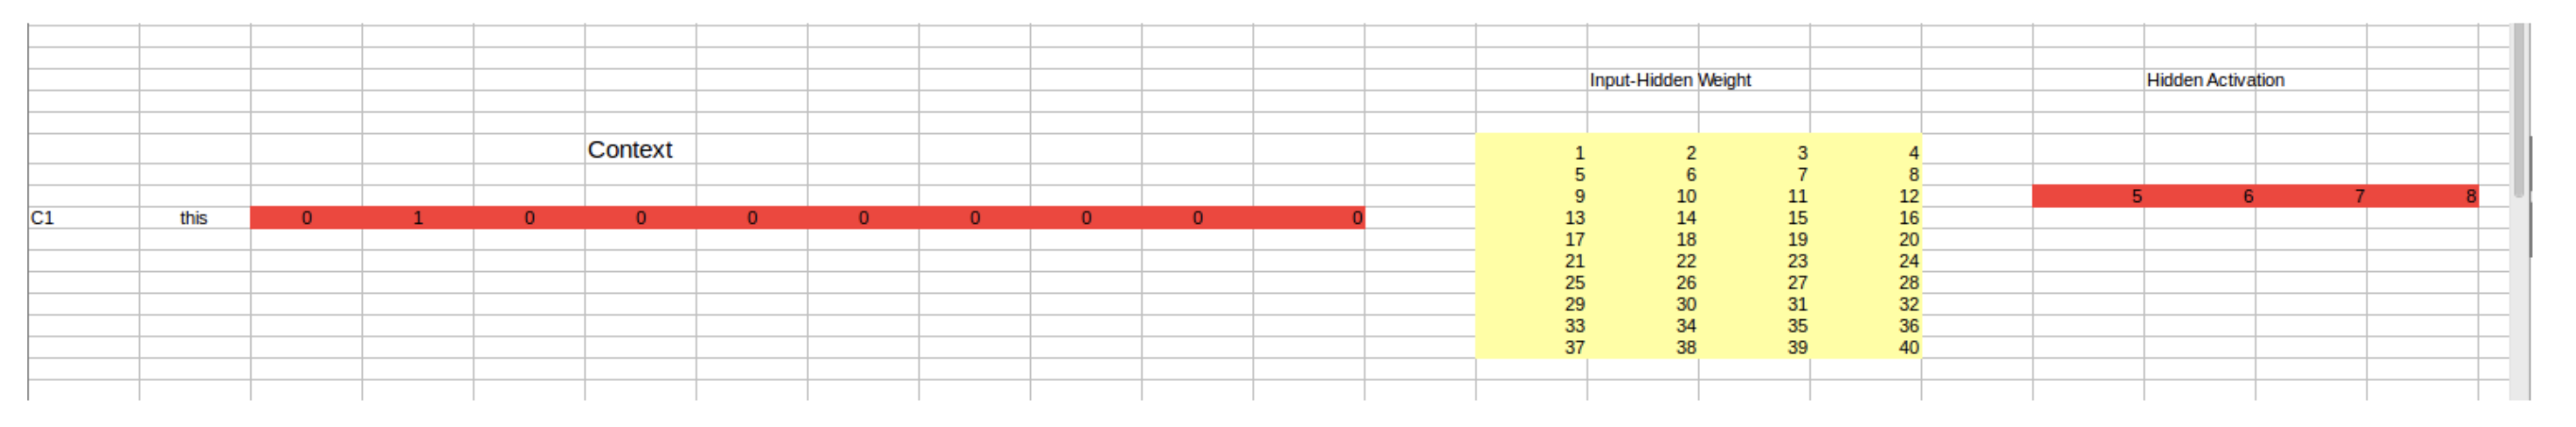 Input-Hidden Weight Hidden Activation
Context
1 2 3 4
5 6 7 8
9 10 11 12 5 6 7 8
C1 this 0 1 0 0 0 0 0 0 0 0 13 14 15 16
17 18 19 20
21 22 23 24
25 26 27 28
29 30 31 32
33 34 35 36
37 38 39 40